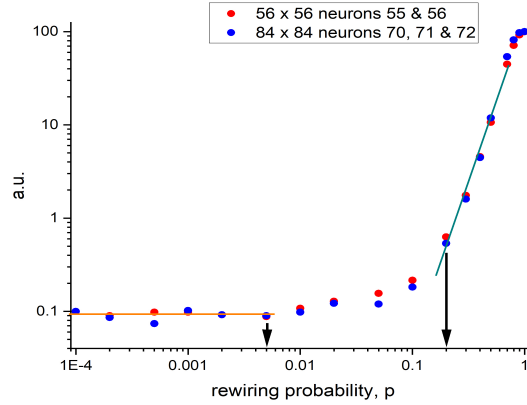 56 x 56 neurons 55 & 56
84 x 84 neurons 70, 71 & 72
100
10
1
0.1
a.u.
1E-4
0.001
0.01
0.1
1
rewiring probability, p